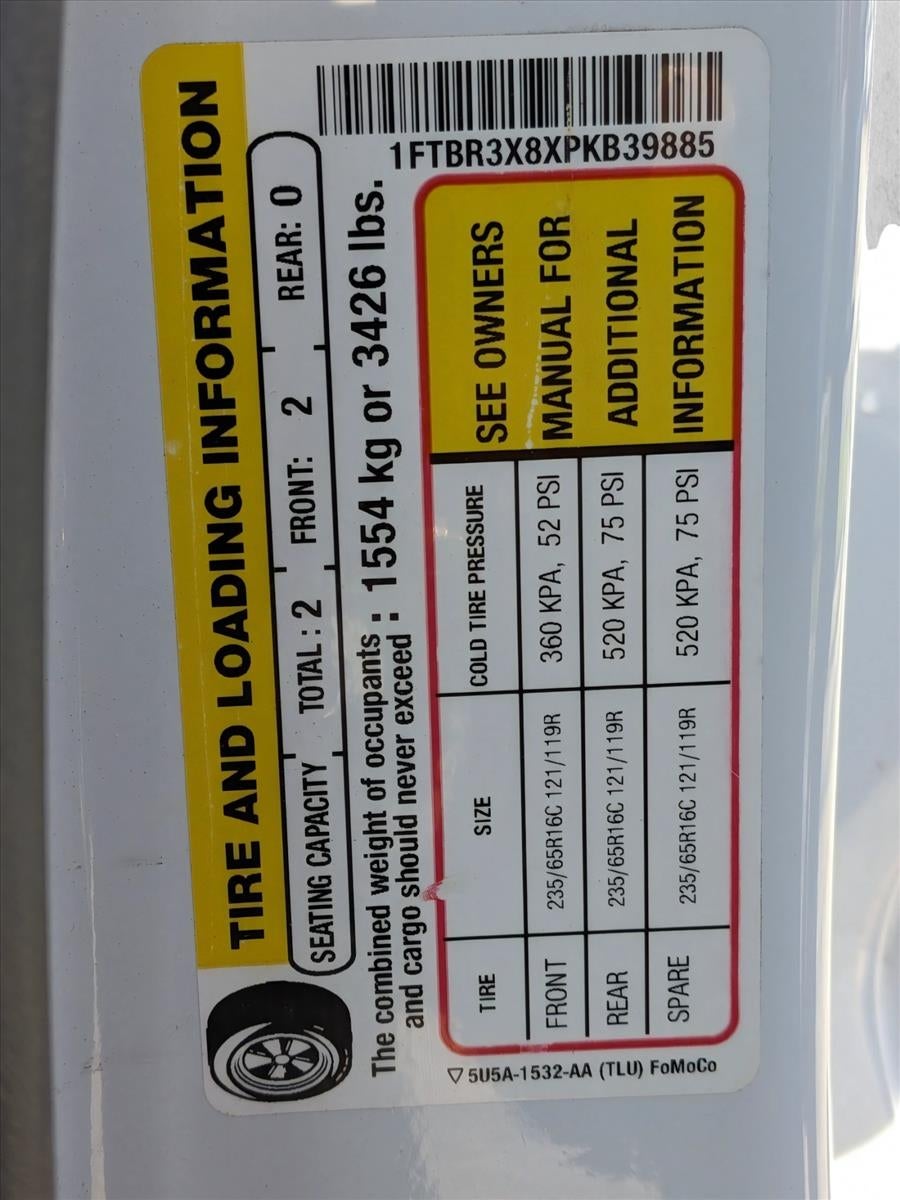 TIRE AND LOADING INFORMATION
SEATING CAPACITY TOTAL : 2 FRONT: 2 REAR: 0
The combined weight of occupants : 1554 kg or 3426 lbs.
and cargo should never exceed :
1FTBR3X8XPKB39885
TIRE SIZE COLD TIRE PRESSURE
FRONT 235/65R16C 121/119R 360 KPA, 52 PSI
REAR 235/65R16C 121/119R 520 KPA, 75 PSI
SPARE 235/65R16C 121/119R 520 KPA, 75 PSI
SEE OWNERS
MANUAL FOR
ADDITIONAL
INFORMATION
5U5A-1532-AA (TLU) FoMoCo